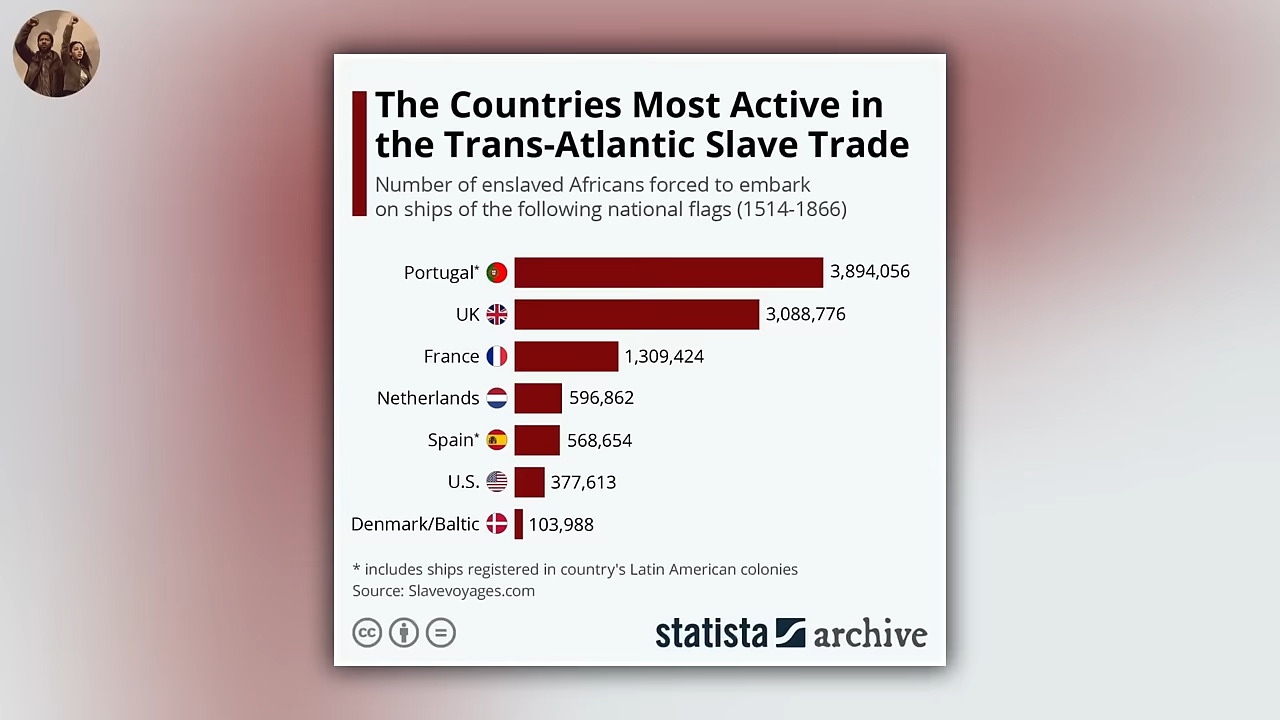 The Countries Most Active in
the Trans-Atlantic Slave Trade
Number of enslaved Africans forced to embark
on ships of the following national flags (1514-1866)
Portugal* 3,894,056
UK 3,088,776
France 1,309,424
Netherlands 596,862
Spain* 568,654
U.S. 377,613
Denmark/Baltic 103,988
* includes ships registered in country's Latin American colonies
Source: Slavevoyages.com
cc =
statista archive